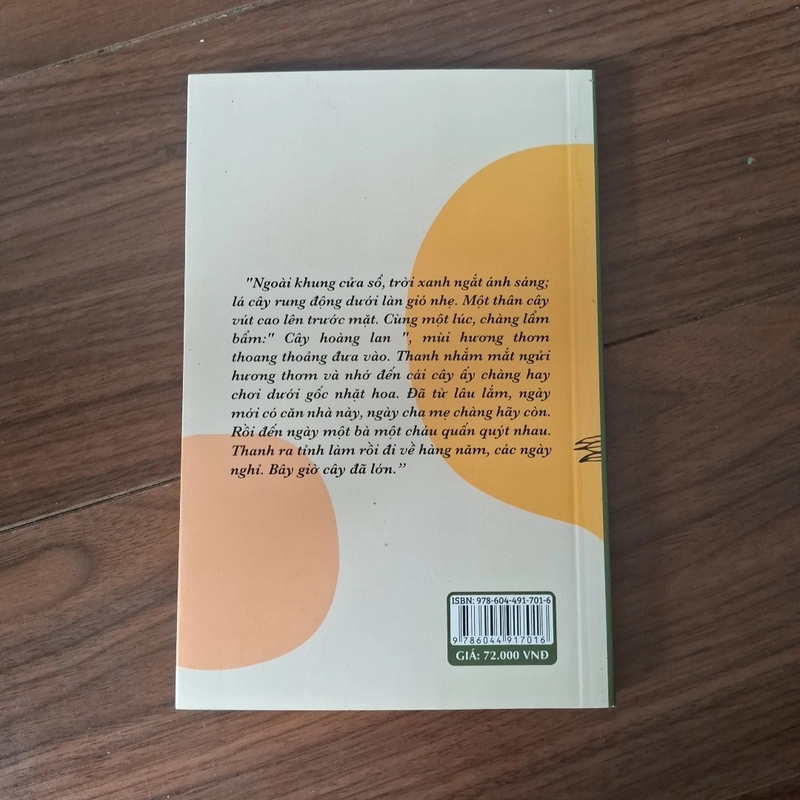 "Ngoài khung cửa sổ, trời xanh ngắt ánh sáng;
lá cây rung động dưới làn gió nhẹ. Một thân cây
vút cao lên trước mặt. Cùng một lúc, chàng lẩm
bẩm:" Cây hoàng lan ", mùi hương thơm
thoang thoảng đưa vào. Thanh nhắm mắt ngửi
hương thơm và nhớ đến cái cây ấy chàng hay
chơi dưới gốc nhặt hoa. Đã từ lâu lắm, ngày
mới có căn nhà này, ngày cha mẹ chàng hãy còn.
Rồi đến ngày một bà một cháu quấn quýt nhau.
Thanh ra tỉnh làm rồi đi về hàng năm, các ngày
nghỉ. Bây giờ cây đã lớn.”
ISBN: 978-604-491-701-6
9 786044 917016
GIÁ: 72.000 VNĐ